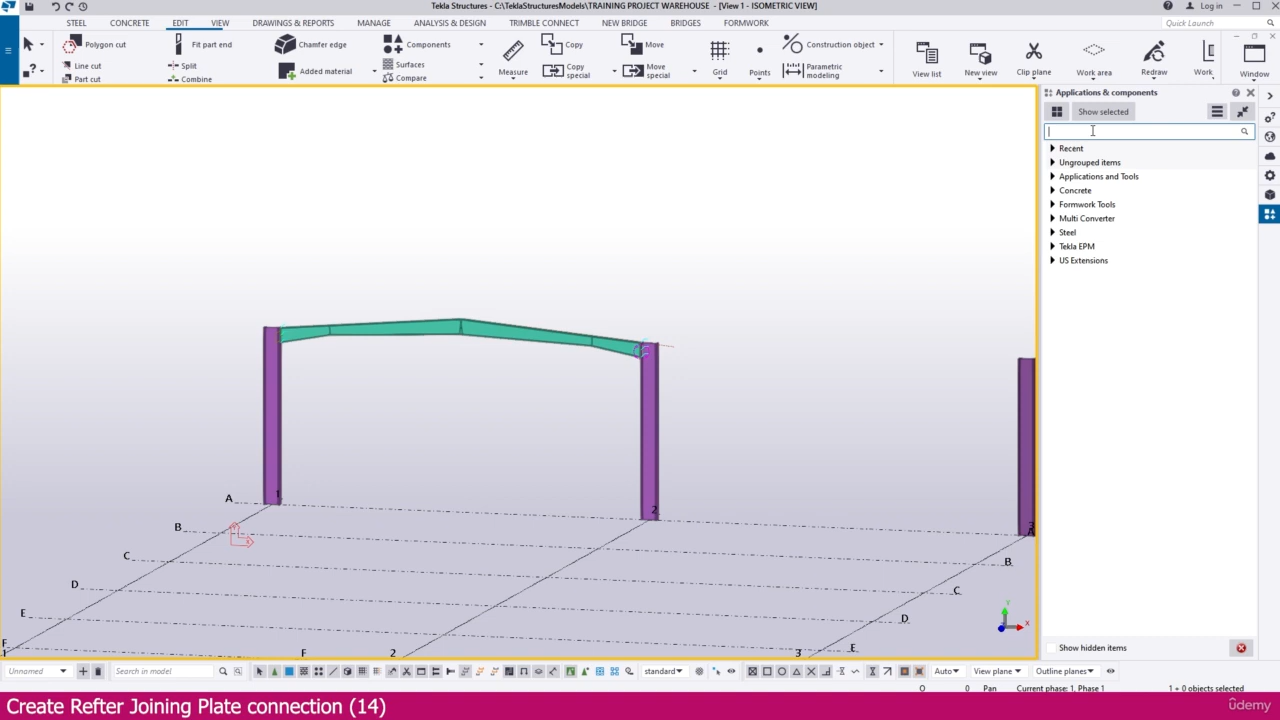 Tekla Structures - C:\TeklaStructuresModels\TRAINING PROJECT WAREHOUSE - [View 1 - ISOMETRIC VIEW]
Log in
STEEL CONCRETE EDIT VIEW DRAWINGS & REPORTS MANAGE ANALYSIS & DESIGN TRIMBLE CONNECT NEW BRIDGE BRIDGES FORMWORK
Quick Launch
Polygon cut
Line cut
Part cut
Fit part end
Split
Combine
Chamfer edge
Added material
Components
Surfaces
Compare
Measure
Copy
Copy special
Move
Move special
Grid
Points
Construction object
Parametric modeling
View list
New view
Clip plane
Work area
Redraw
Work
Window
Applications & components
Show selected
Recent
Ungrouped items
Applications and Tools
Concrete
Formwork Tools
Multi Converter
Steel
Tekla EPM
US Extensions
A 1 2 3 A
B B
C C
D D
E E
F 1 F 2 3
Y
X
Show hidden items
Unnamed
Search in model
standard
Auto
View plane
Outline planes
O 0 Pan Current phase: 1, Phase 1 1 + 0 objects selected
Create Refter Joining Plate connection (14)
ûdemy